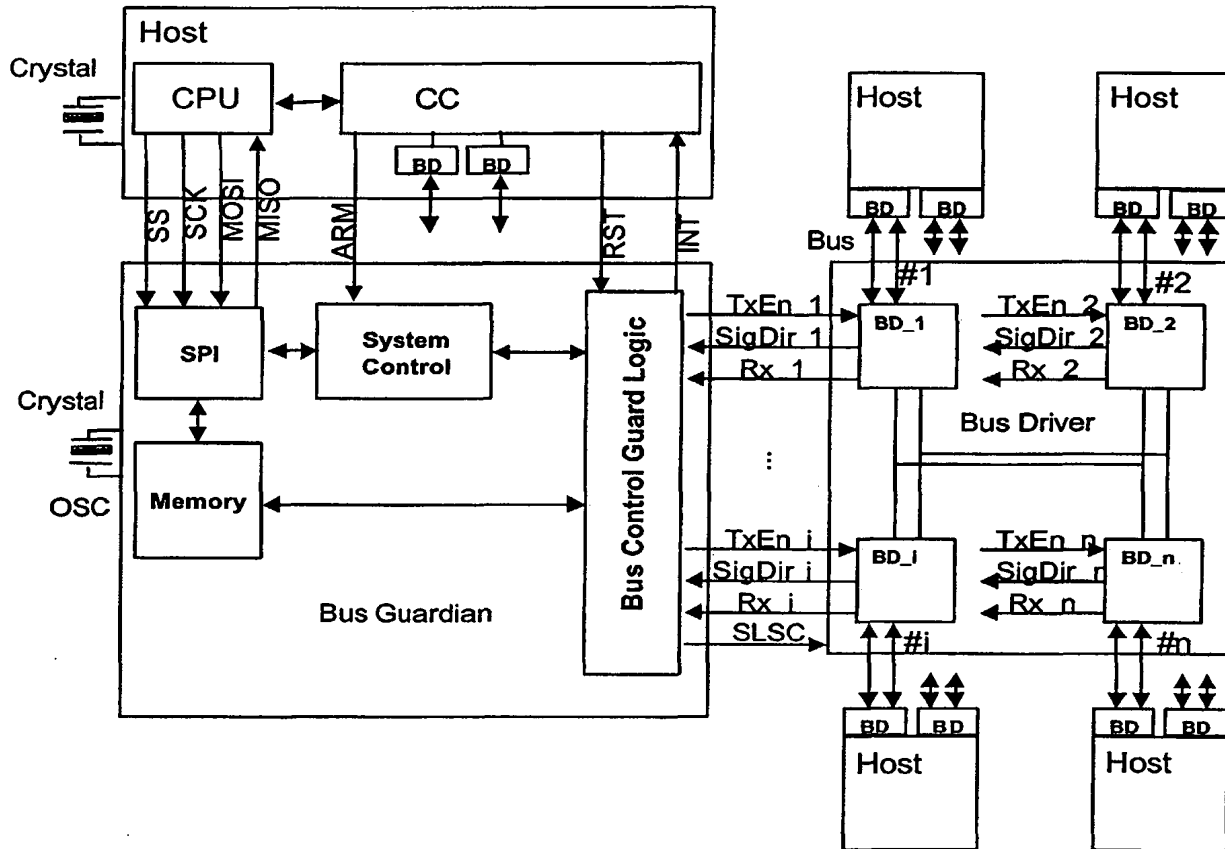 Host
Crystal
CPU
CC
BD
BD
SS
SCK
MOSI
MISO
ARM
RST
INT
SPI
System
Control
Bus Control Guard Logic
Crystal
OSC
Memory
Bus Guardian
Host
BD
BD
Host
BD
BD
Bus
#1
#2
TxEn_1
SigDir_1
Rx_1
BD_1
TxEn_2
SigDir_2
Rx_2
BD_2
Bus Driver
...
TxEn_i
SigDir_i
Rx_i
SLSC
BD_i
TxEn_n
SigDir_n
Rx_n
BD_n
#i
#n
BD
BD
Host
BD
BD
Host